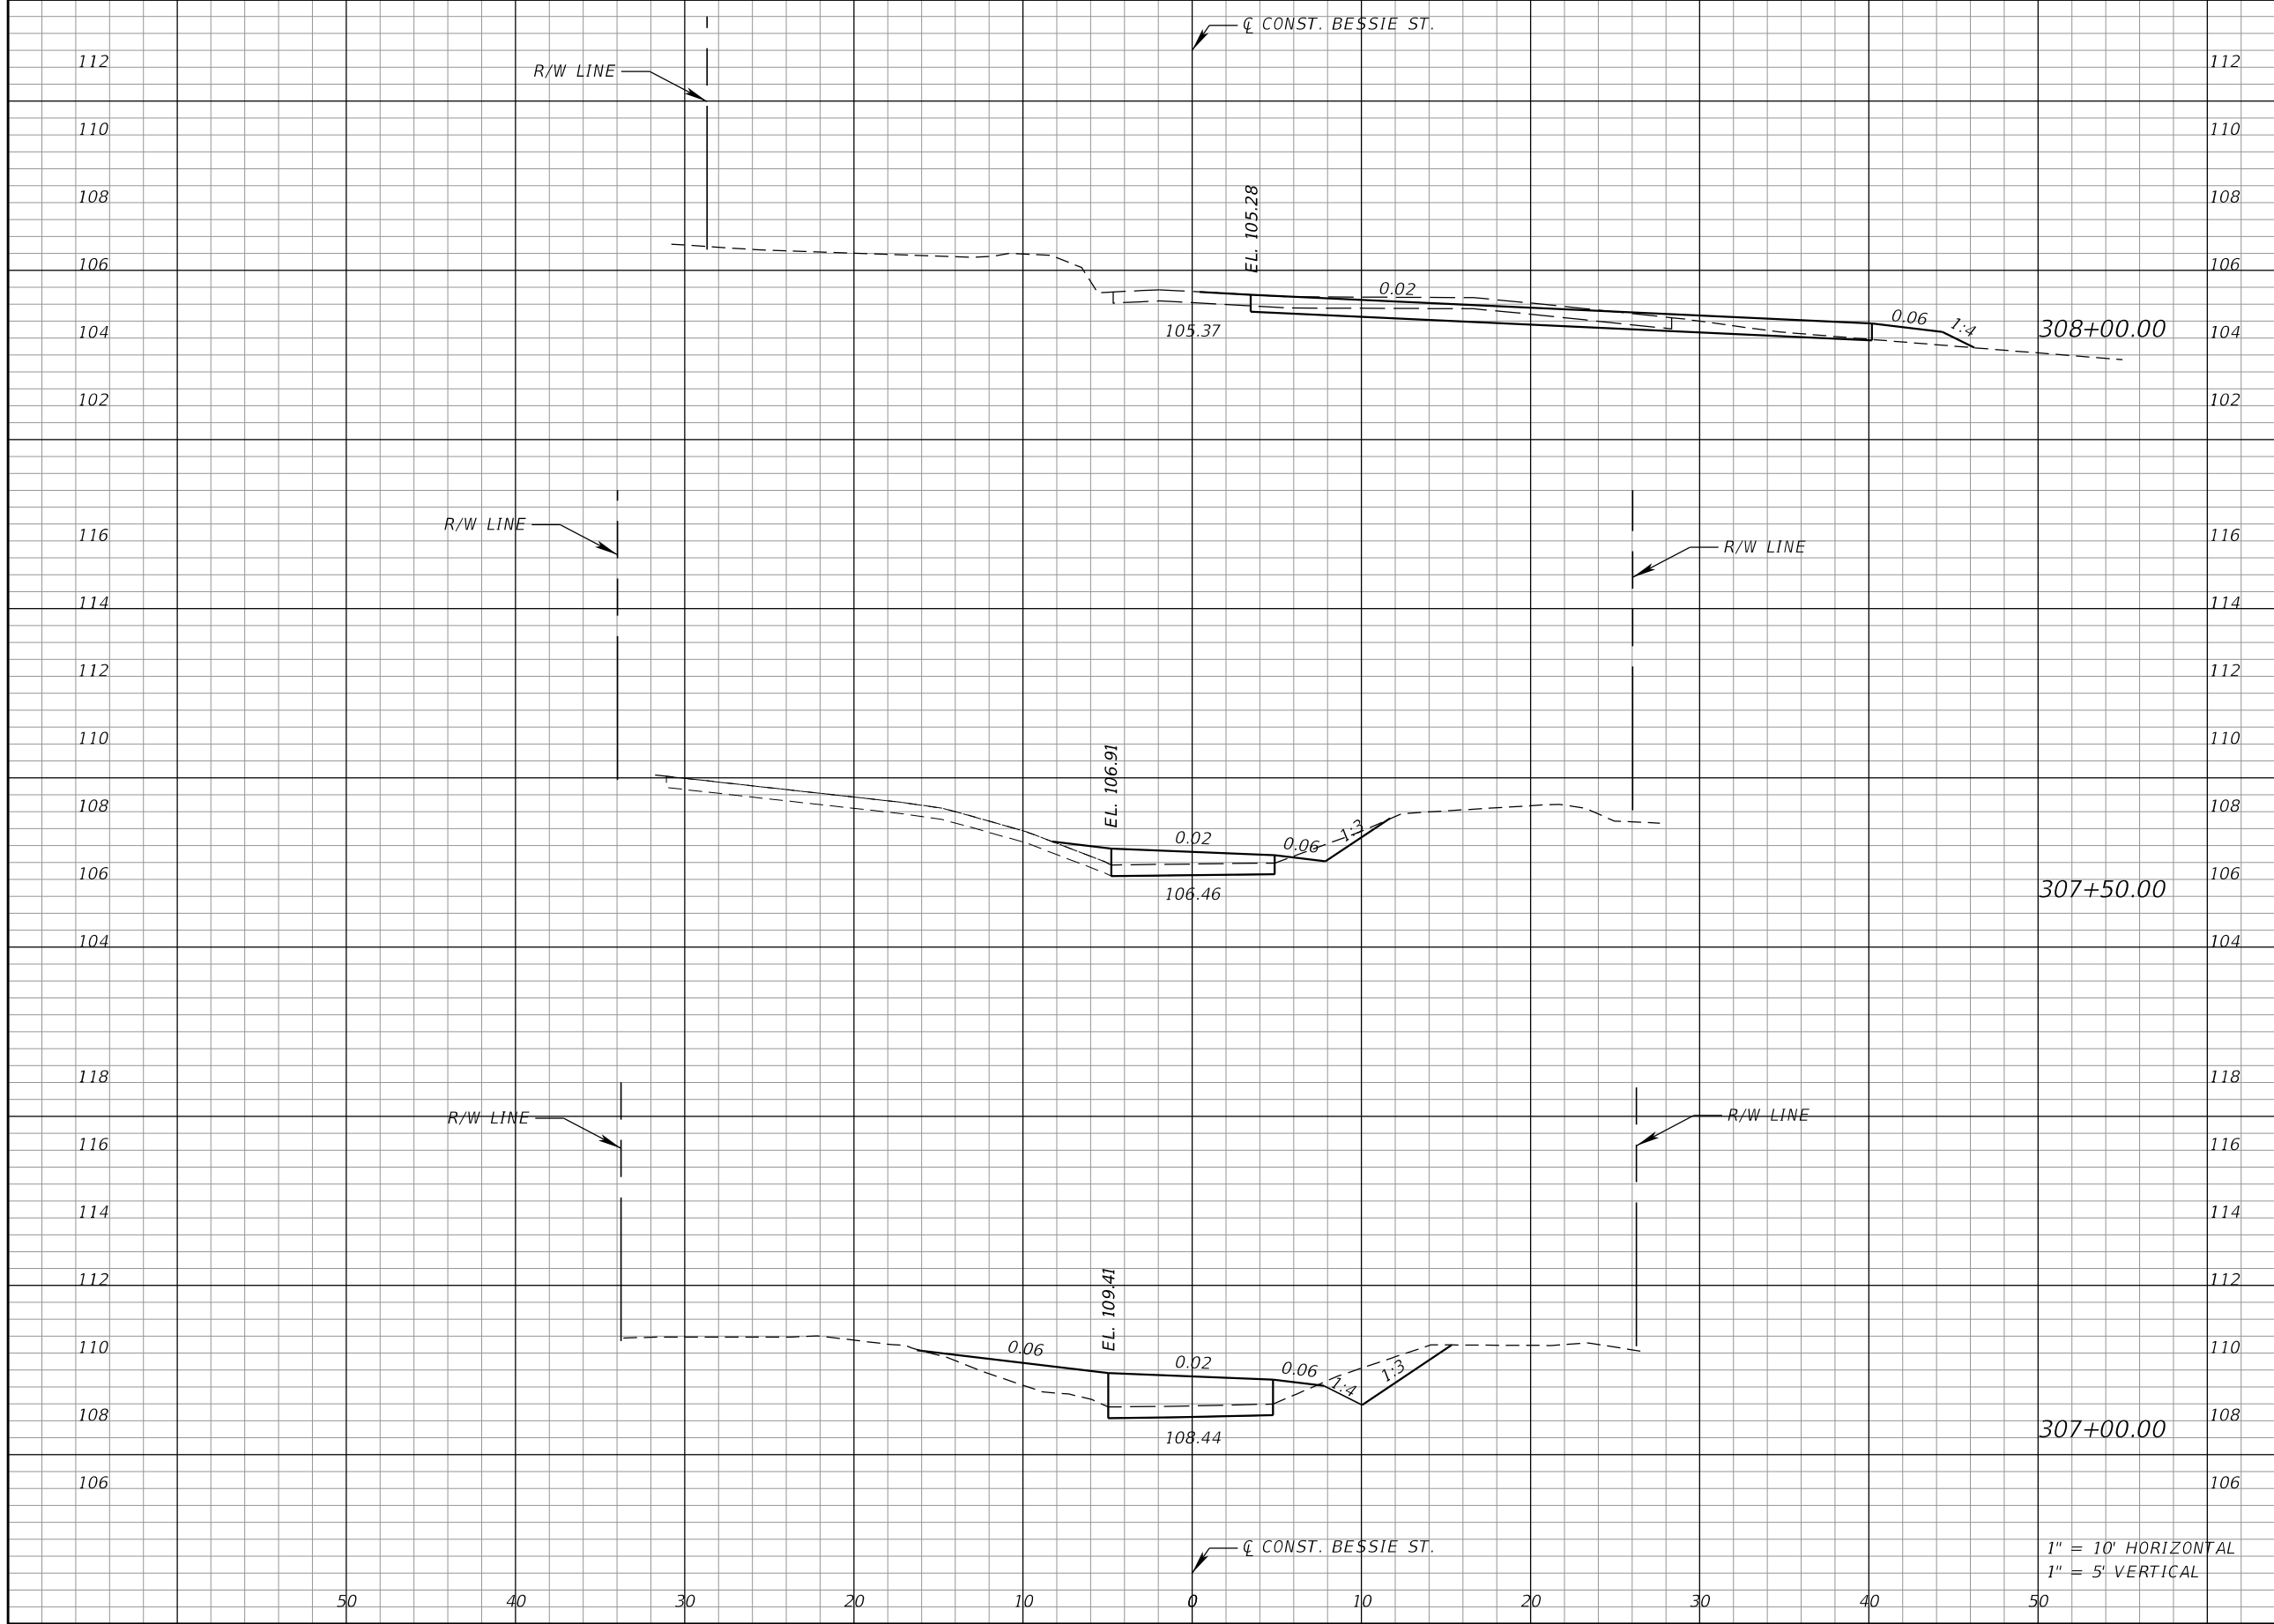 ℄ CONST. BESSIE ST.
112 112
R/W LINE
110 110
108 108
EL. 105.28
106 106
0.02
0.06 1:4
105.37
104 308+00.00 104
102 102
116 116
R/W LINE
R/W LINE
114 114
112 112
110 110
EL. 106.91
108 108
0.02 0.06 1:3
106 106
106.46
307+50.00
104 104
118 118
R/W LINE
R/W LINE
116 116
114 114
112 112
EL. 109.41
110 110
0.06 0.02 0.06 1:4 1:3
108 108
108.44
307+00.00
106 106
℄ CONST. BESSIE ST.
1" = 10' HORIZONTAL
1" = 5' VERTICAL
50 40 30 20 10 0 10 20 30 40 50